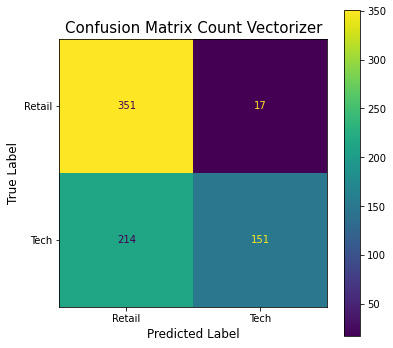 Confusion Matrix Count Vectorizer
True Label
Retail
351
17
Tech
214
151
Retail
Tech
Predicted Label
350
300
250
200
150
100
50